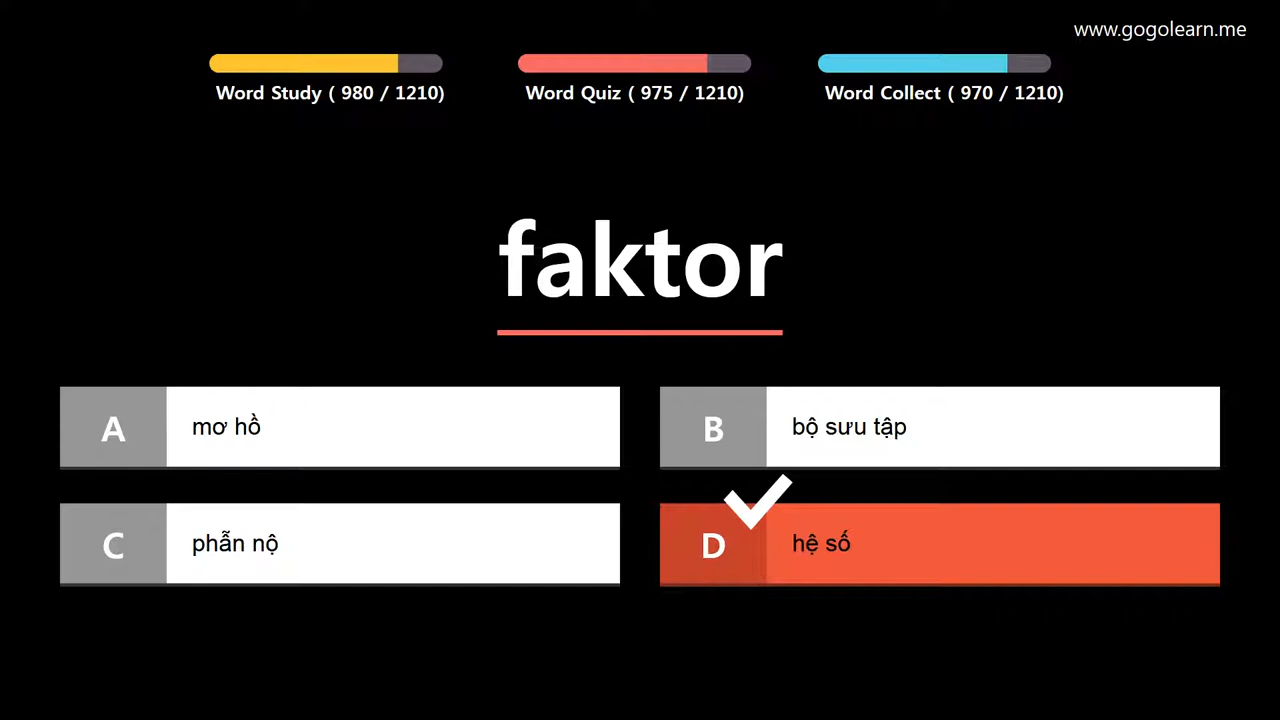 www.gogolearn.me
Word Study ( 980 / 1210)
Word Quiz ( 975 / 1210)
Word Collect ( 970 / 1210)
faktor
A
mơ hồ
B
bộ sưu tập
C
phẫn nộ
D
hệ số